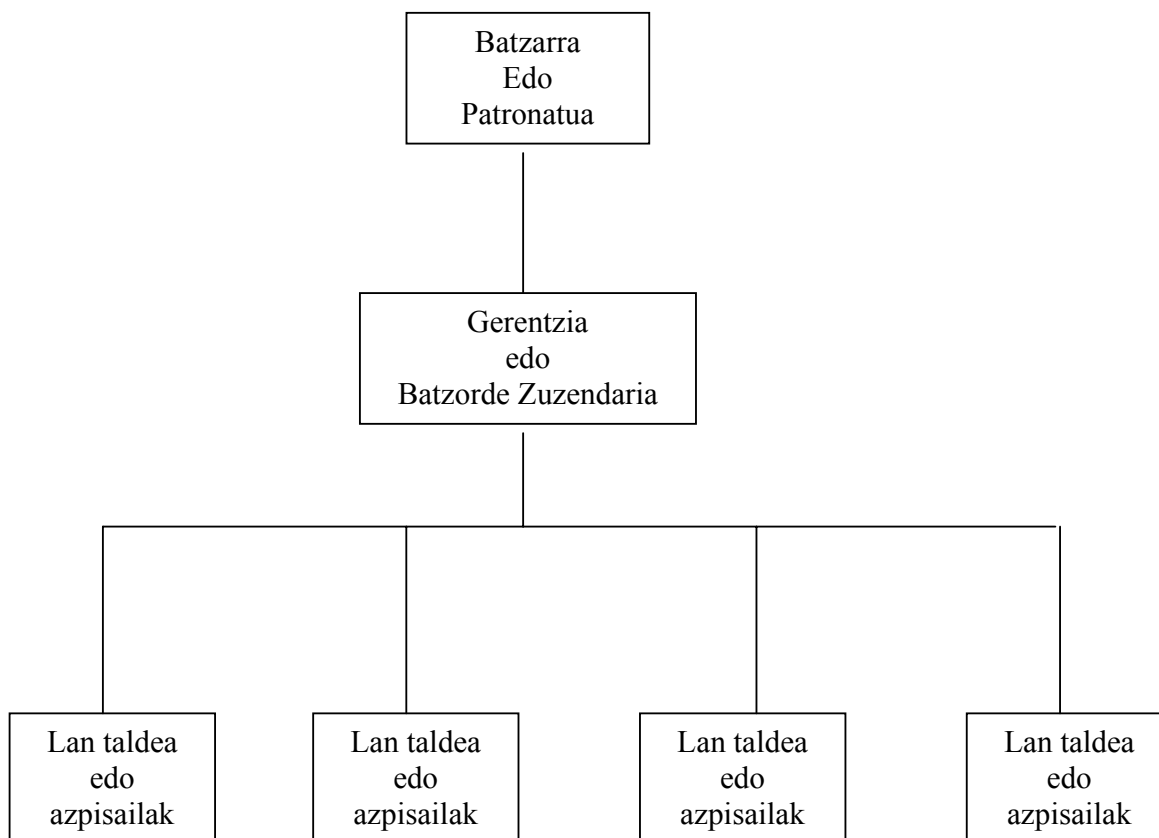 Batzarra
Edo
Patronatua
Gerentzia
edo
Batzorde Zuzendaria
Lan taldea
edo
azpisailak
Lan taldea
edo
azpisailak
Lan taldea
edo
azpisailak
Lan taldea
edo
azpisailak